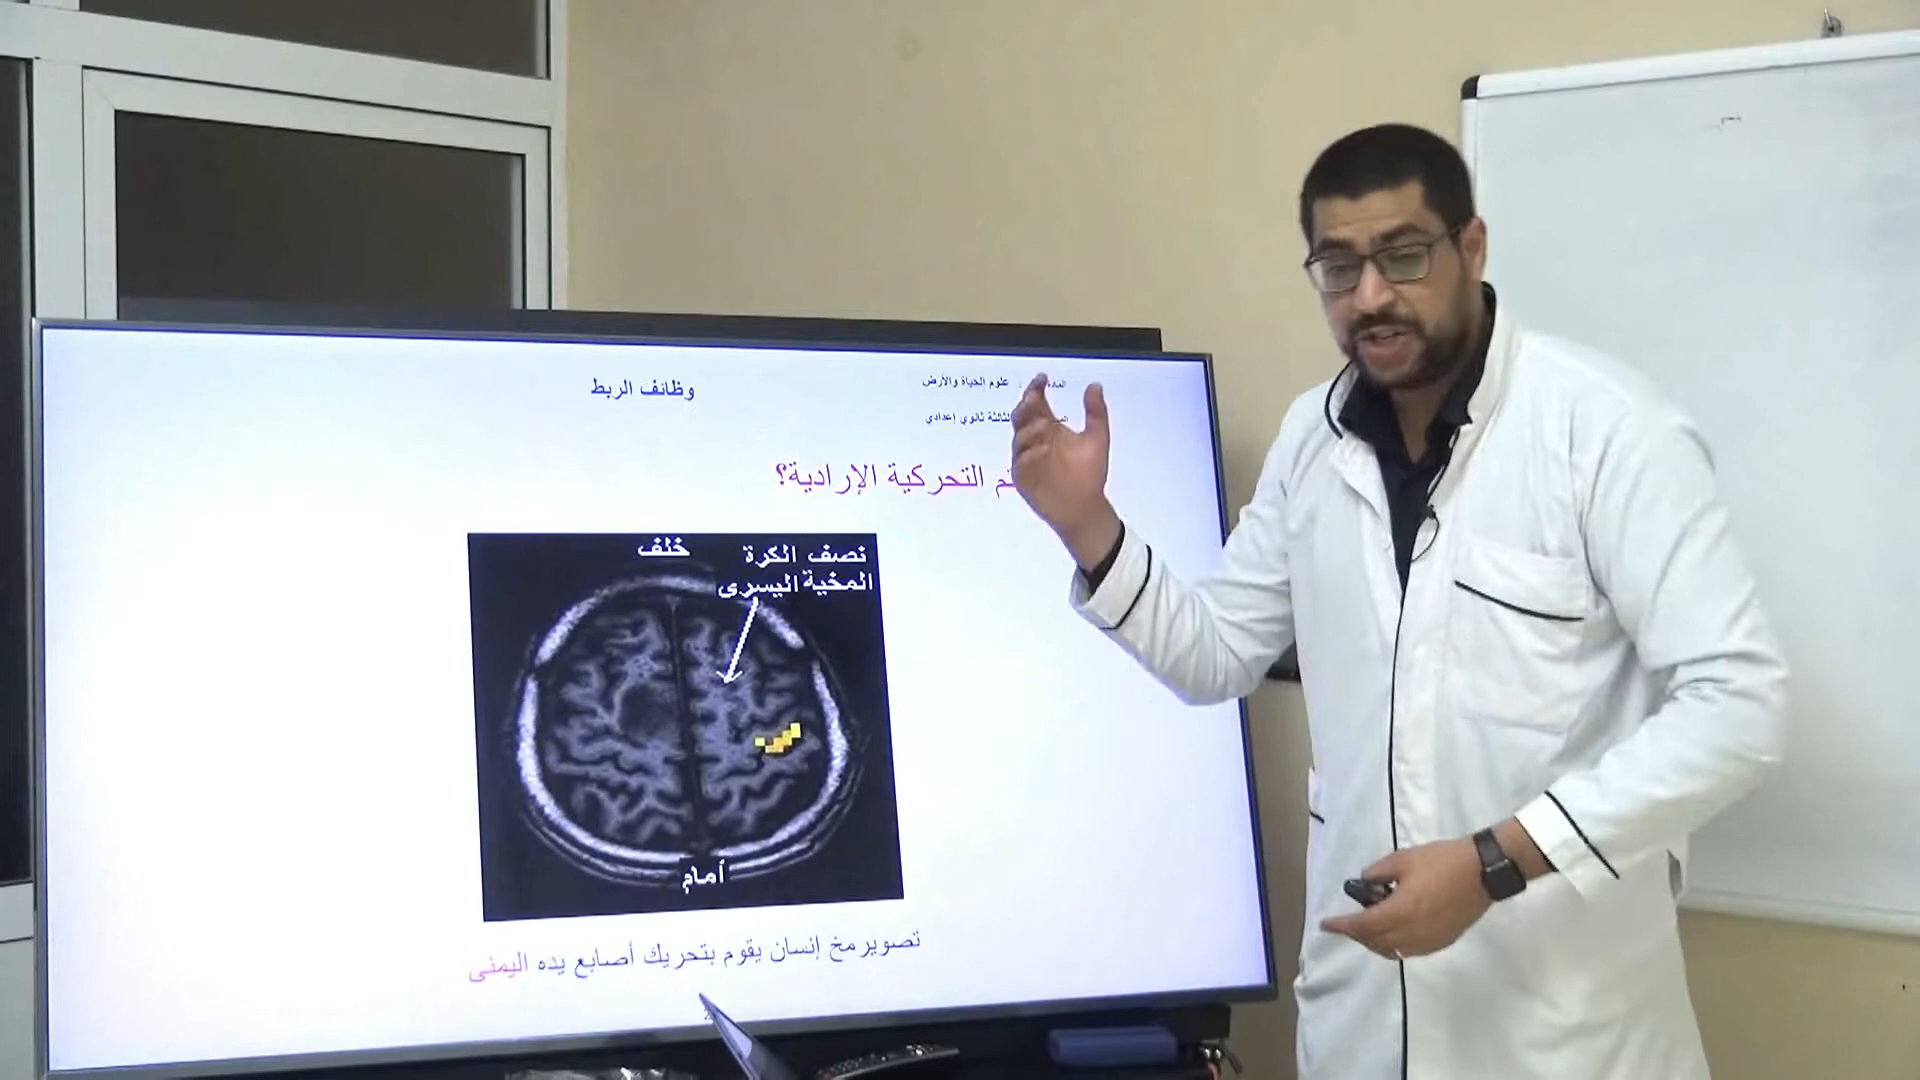 وظائف الربط
المادة : علوم الحياة والأرض
الثالثة ثانوي إعدادي
التحركية الإرادية؟
خلف
نصف الكرة
المخية اليسرى
أمام
تصوير مخ إنسان يقوم بتحريك أصابع يده اليمنى